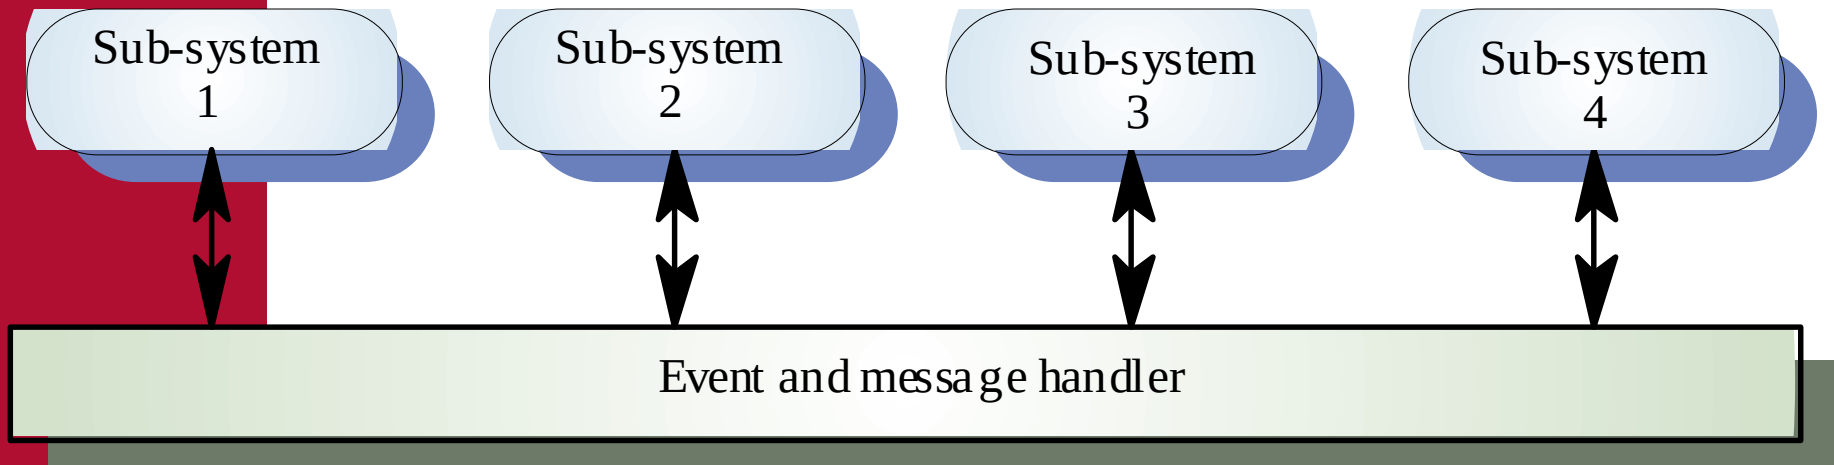 Sub-system
1
Sub-system
2
Sub-system
3
Sub-system
4
Event and message handler